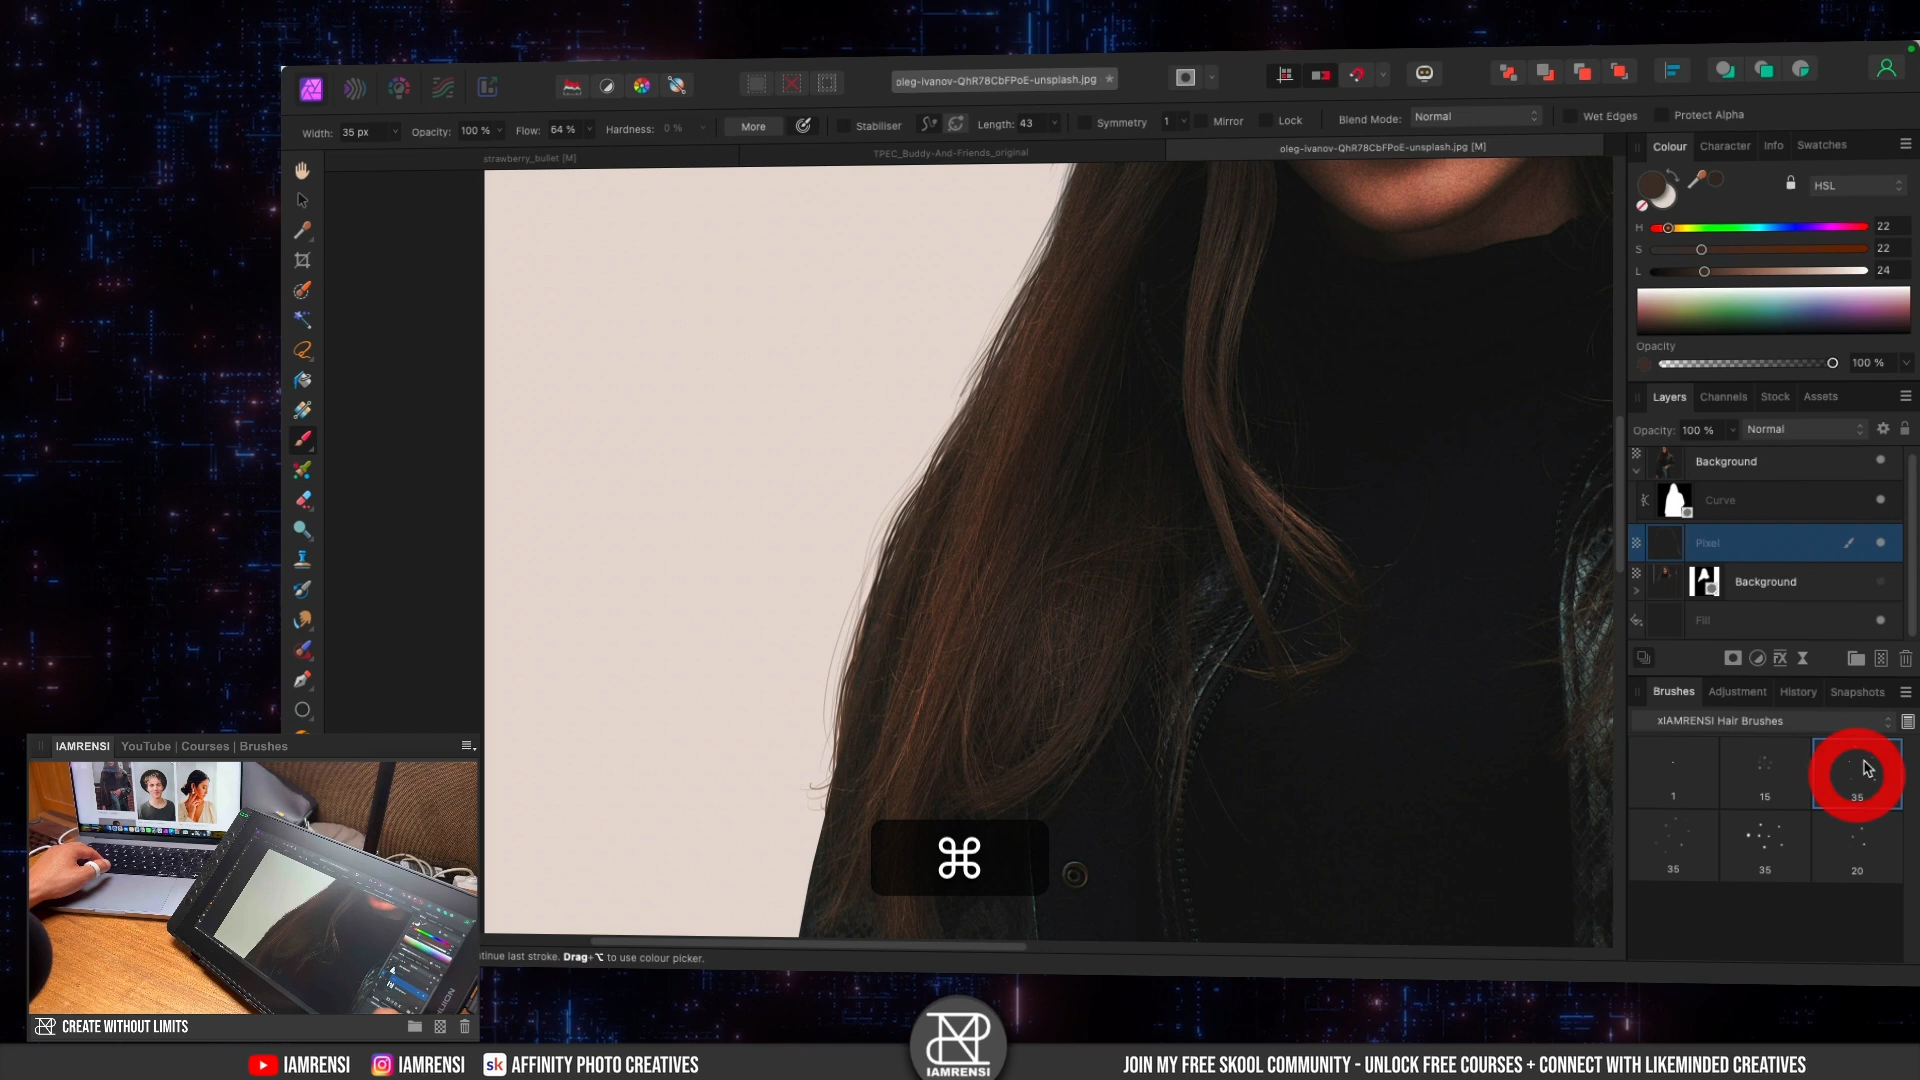 oleg-ivanov-QhR78CbFPoE-unsplash.jpg *
Width: 35 px Opacity: 100 % Flow: 64 % Hardness: 0 % More Stabiliser Length: 43 Symmetry 1 Mirror Lock Blend Mode: Normal Wet Edges Protect Alpha
strawberry_bullet [M] TPEC_Buddy-And-Friends_original oleg-ivanov-QhR78CbFPoE-unsplash.jpg [M]
Colour Character Info Swatches
HSL
H 22
S 22
L 24
Opacity
100 %
Layers Channels Stock Assets
Opacity: 100 % Normal
Background
Curve
Pixel
Background
Fill
Brushes Adjustment History Snapshots
xIAMRENSI Hair Brushes
1 15 35
35 35 20
⌘
tinue last stroke. Drag+⌥ to use colour picker.
IAMRENSI YouTube | Courses | Brushes
HUION
CREATE WITHOUT LIMITS
IAMRENSI
IAMRENSI IAMRENSI sk AFFINITY PHOTO CREATIVES
JOIN MY FREE SKOOL COMMUNITY - UNLOCK FREE COURSES + CONNECT WITH LIKEMINDED CREATIVES